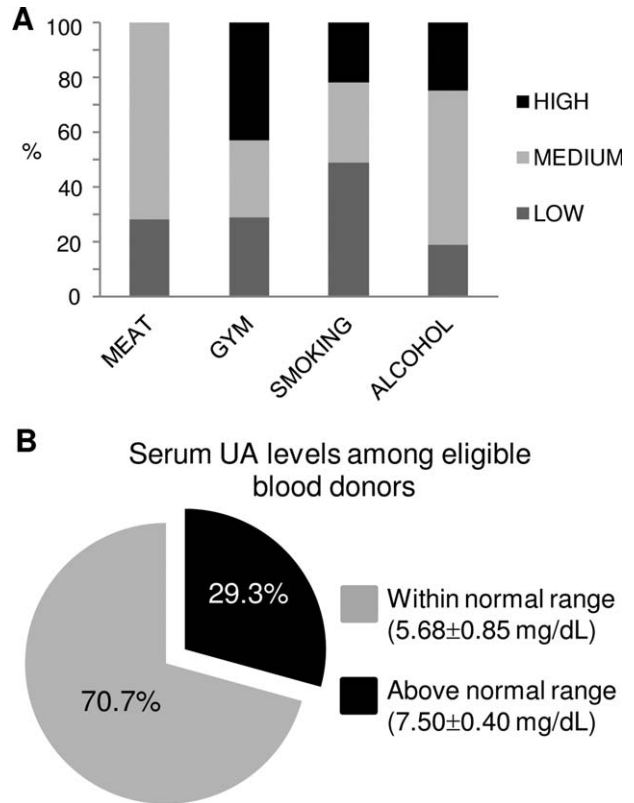 A
100
80
60
40
20
0
%
MEAT
GYM
SMOKING
ALCOHOL
HIGH
MEDIUM
LOW
B
Serum UA levels among eligible
blood donors
29.3%
70.7%
Within normal range
(5.68±0.85 mg/dL)
Above normal range
(7.50±0.40 mg/dL)